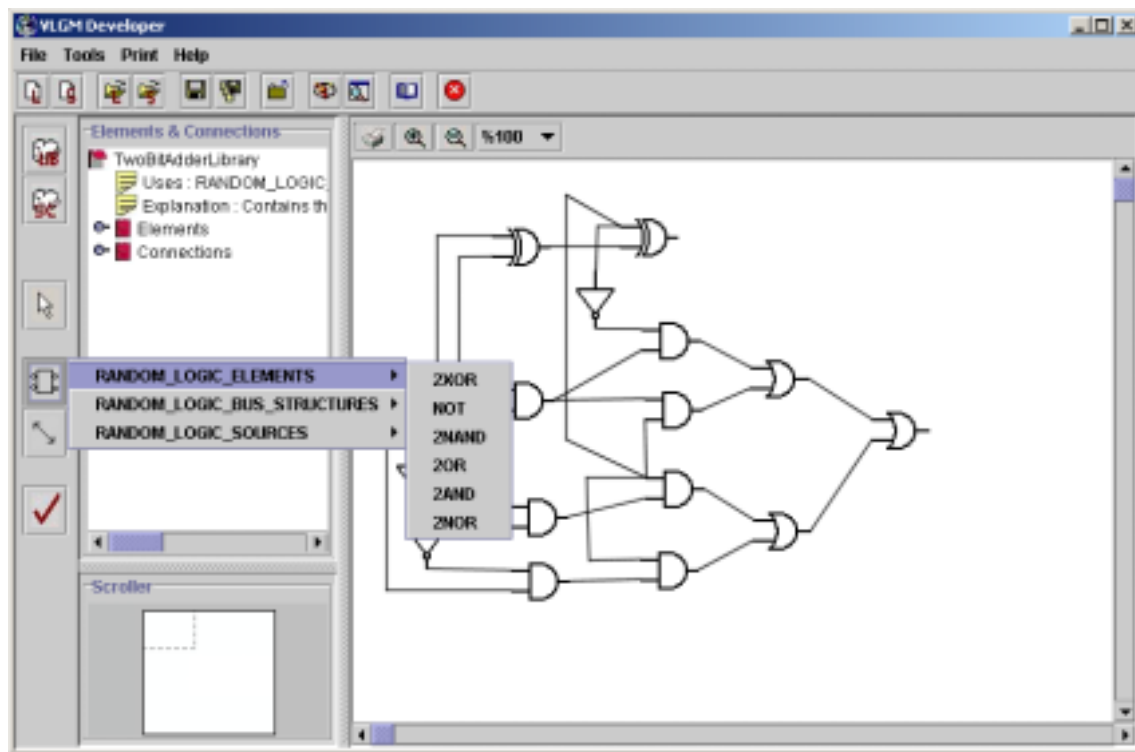 VLGM Developer
File Tools Print Help
%100
Elements & Connections
TwoBitAdderLibrary
Uses : RANDOM_LOGIC_
Explanation : Contains th
Elements
Connections
RANDOM_LOGIC_ELEMENTS
RANDOM_LOGIC_BUS_STRUCTURES
RANDOM_LOGIC_SOURCES
2XOR
NOT
2NAND
2OR
2AND
2NOR
Scroller